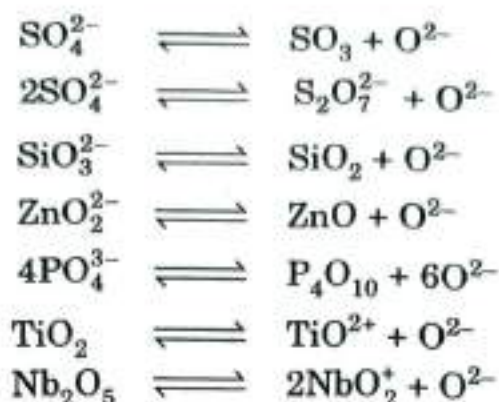 SO₄²⁻ ⇌ SO₃ + O²⁻
2SO₄²⁻ ⇌ S₂O₇²⁻ + O²⁻
SiO₃²⁻ ⇌ SiO₂ + O²⁻
ZnO₂²⁻ ⇌ ZnO + O²⁻
4PO₄³⁻ ⇌ P₄O₁₀ + 6O²⁻
TiO₂ ⇌ TiO²⁺ + O²⁻
Nb₂O₅ ⇌ 2NbO₂⁺ + O²⁻